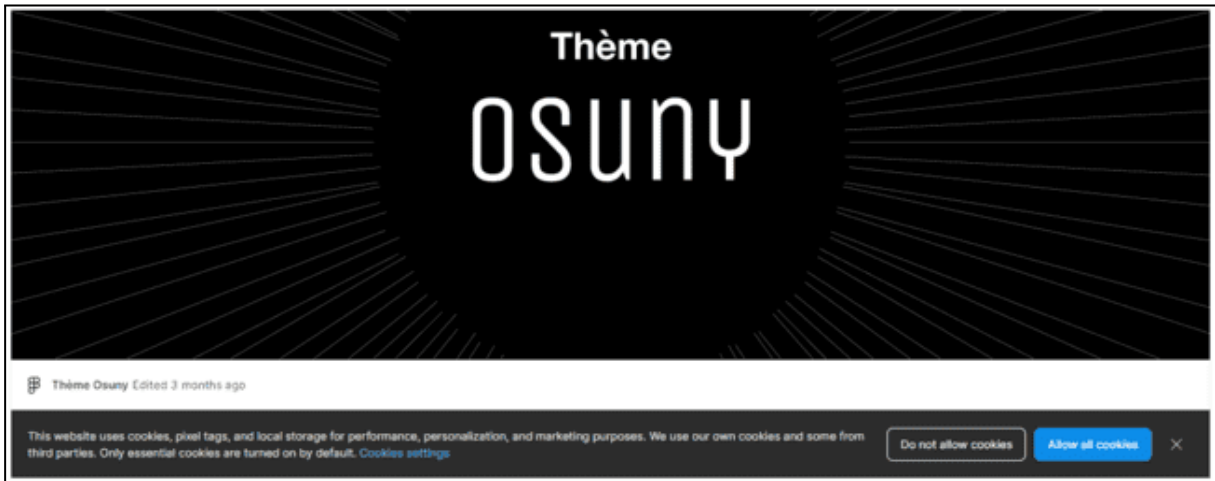 Thème
osuny
Thème Osuny Edited 3 months ago
This website uses cookies, pixel tags, and local storage for performance, personalization, and marketing purposes. We use our own cookies and some from
third parties. Only essential cookies are turned on by default. Cookies settings
Do not allow cookies
Allow all cookies